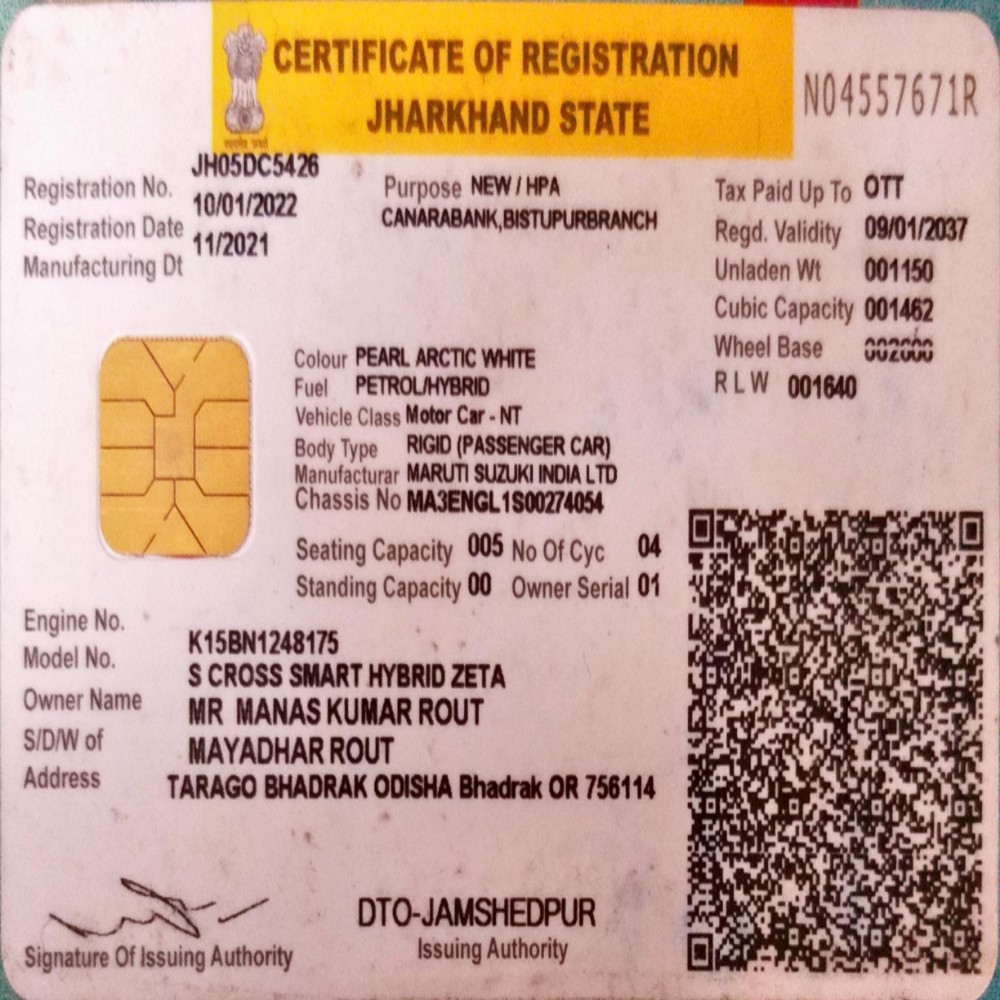 CERTIFICATE OF REGISTRATION
JHARKHAND STATE
N04557671R
सत्यमेव जयते
Registration No. JH05DC5426
Registration Date 10/01/2022
Manufacturing Dt 11/2021
Purpose NEW / HPA
CANARABANK,BISTUPURBRANCH
Tax Paid Up To OTT
Regd. Validity 09/01/2037
Unladen Wt 001150
Cubic Capacity 001462
Wheel Base 002600
R L W 001640
Colour PEARL ARCTIC WHITE
Fuel PETROL/HYBRID
Vehicle Class Motor Car - NT
Body Type RIGID (PASSENGER CAR)
Manufacturar MARUTI SUZUKI INDIA LTD
Chassis No MA3ENGL1S00274054
Seating Capacity 005 No Of Cyc 04
Standing Capacity 00 Owner Serial 01
Engine No. K15BN1248175
Model No. S CROSS SMART HYBRID ZETA
Owner Name MR MANAS KUMAR ROUT
S/D/W of MAYADHAR ROUT
Address TARAGO BHADRAK ODISHA Bhadrak OR 756114
Signature Of Issuing Authority
DTO-JAMSHEDPUR
Issuing Authority